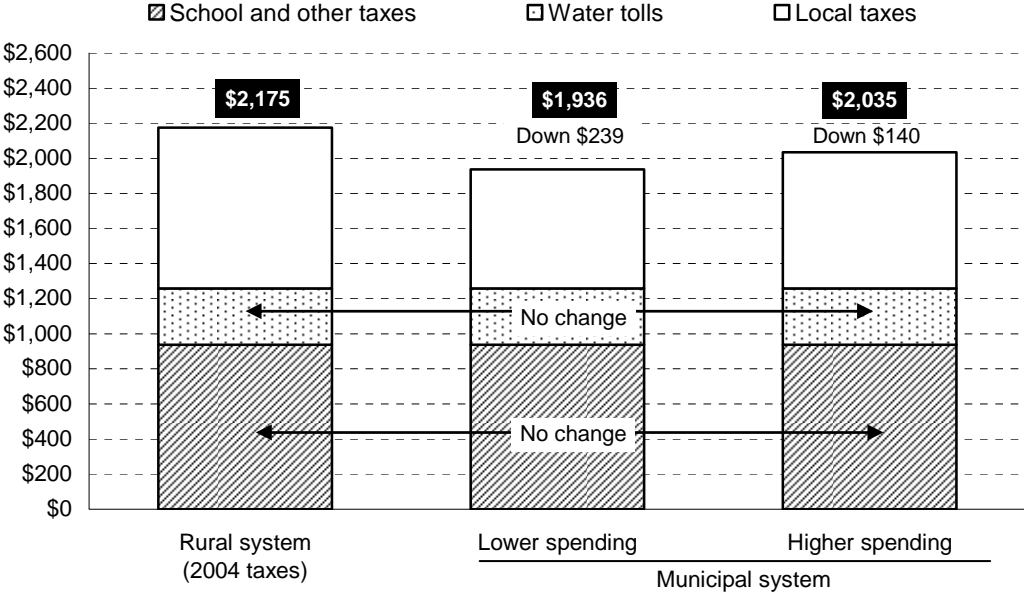 School and other taxes Water tolls Local taxes
$2,600
$2,400
$2,200
$2,000
$1,800
$1,600
$1,400
$1,200
$1,000
$800
$600
$400
$200
$0
$2,175 $1,936 $2,035
Down $239 Down $140
No change
No change
Rural system Lower spending Higher spending
(2004 taxes) Municipal system